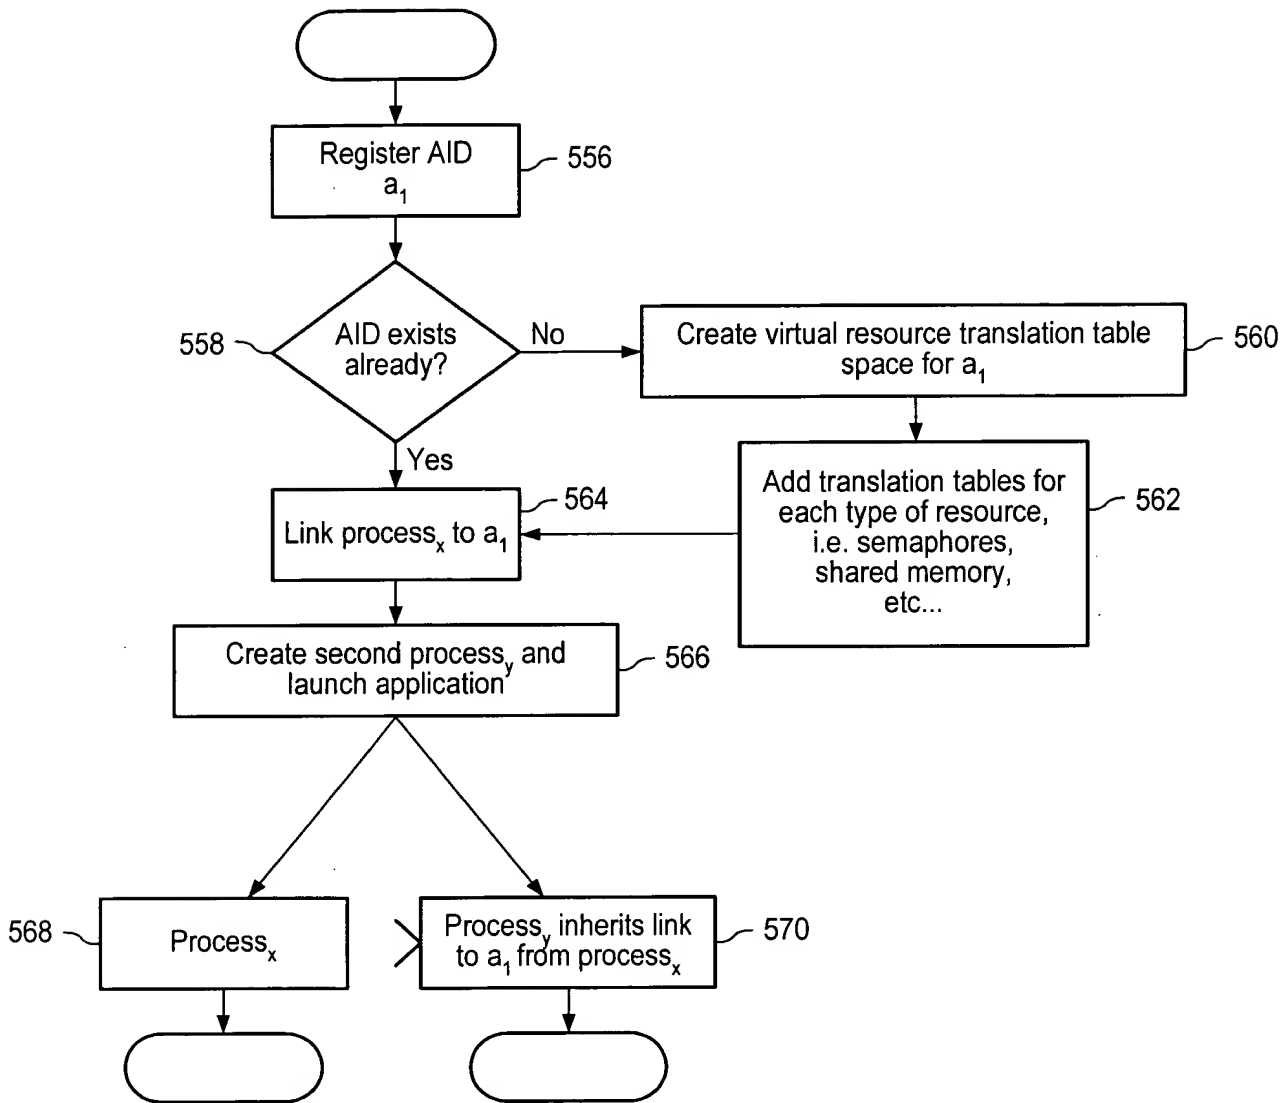 Register AID
a₁
556
AID exists
already?
558
No
Yes
Create virtual resource translation table
space for a₁
560
Add translation tables for
each type of resource,
i.e. semaphores,
shared memory,
etc...
562
Link processₓ to a₁
564
Create second processᵧ and
launch application
566
568
Processₓ
Processᵧ inherits link
to a₁ from processₓ
570